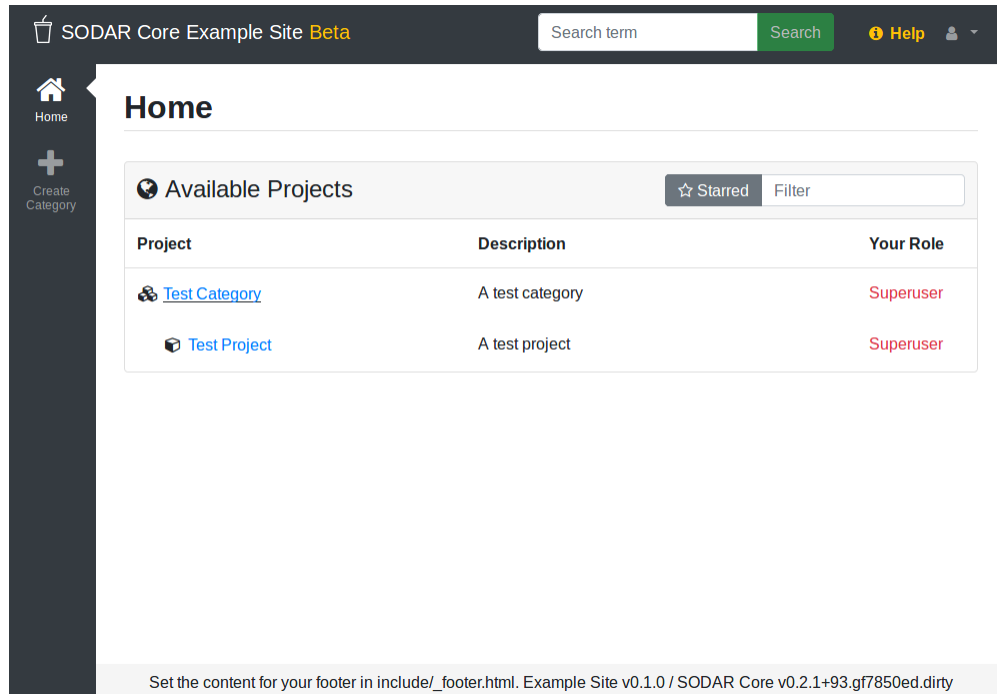 SODAR Core Example Site Beta
Search term
Search
Help
Home
Create
Category
Home
Available Projects
Starred
Filter
Project Description Your Role
Test Category A test category Superuser
Test Project A test project Superuser
Set the content for your footer in include/_footer.html. Example Site v0.1.0 / SODAR Core v0.2.1+93.gf7850ed.dirty